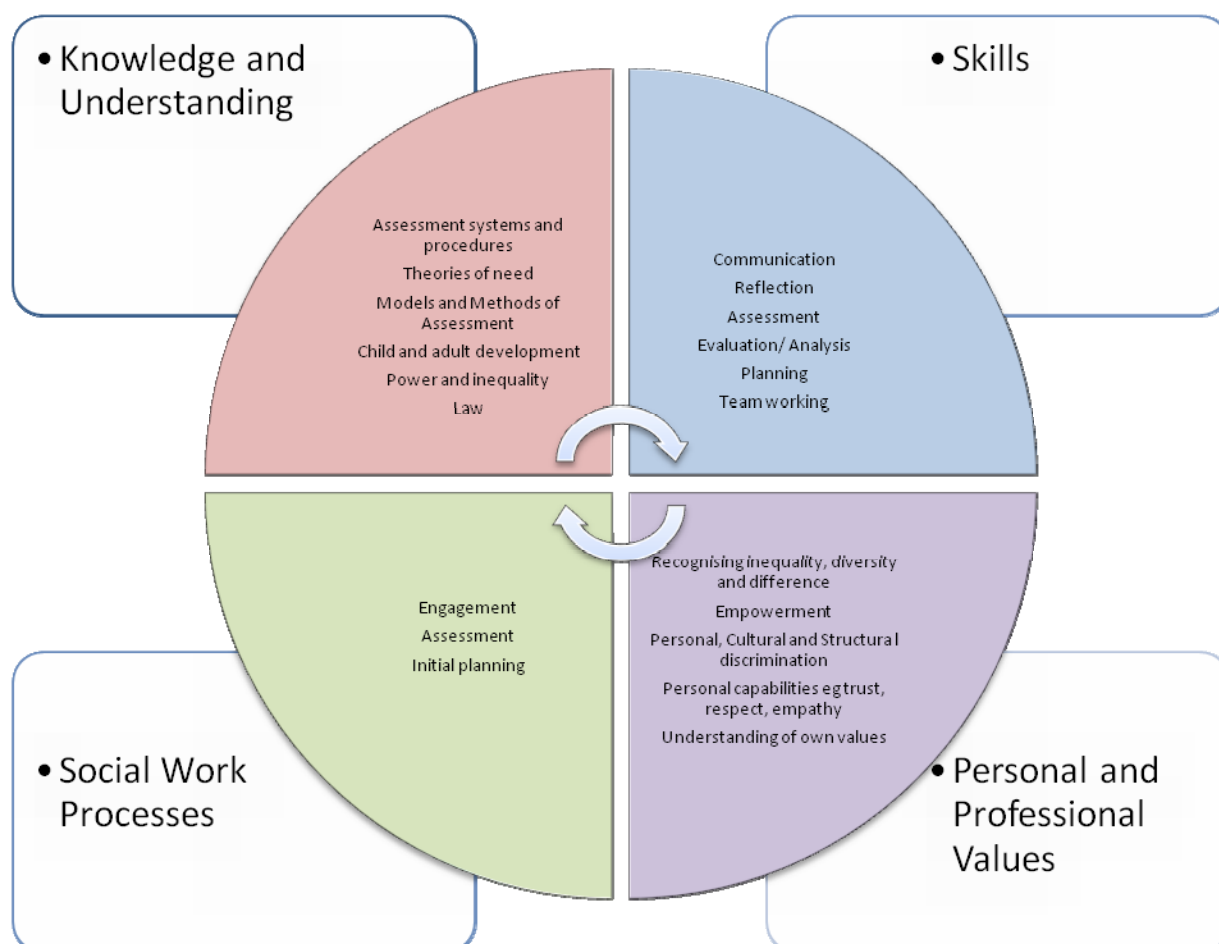 • Knowledge and
Understanding
Assessment systems and
procedures
Theories of need
Models and Methods of
Assessment
Child and adult development
Power and inequality
Law
• Skills
Communication
Reflection
Assessment
Evaluation/ Analysis
Planning
Team working
• Social Work
Processes
Engagement
Assessment
Initial planning
• Personal and
Professional
Values
Recognising inequality, diversity
and difference
Empowerment
Personal, Cultural and Structural
discrimination
Personal capabilities eg trust,
respect, empathy
Understanding of own values